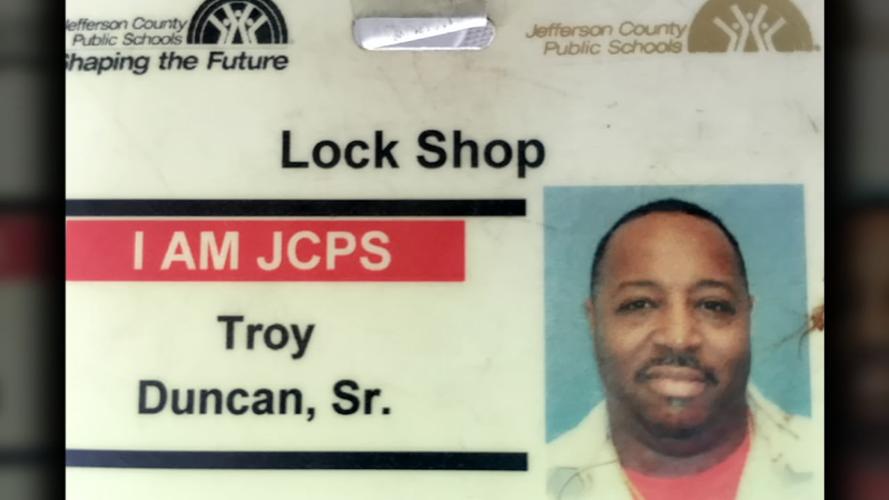 Jefferson County
Public Schools
Shaping the Future
Jefferson County
Public Schools
Lock Shop
I AM JCPS
Troy
Duncan, Sr.